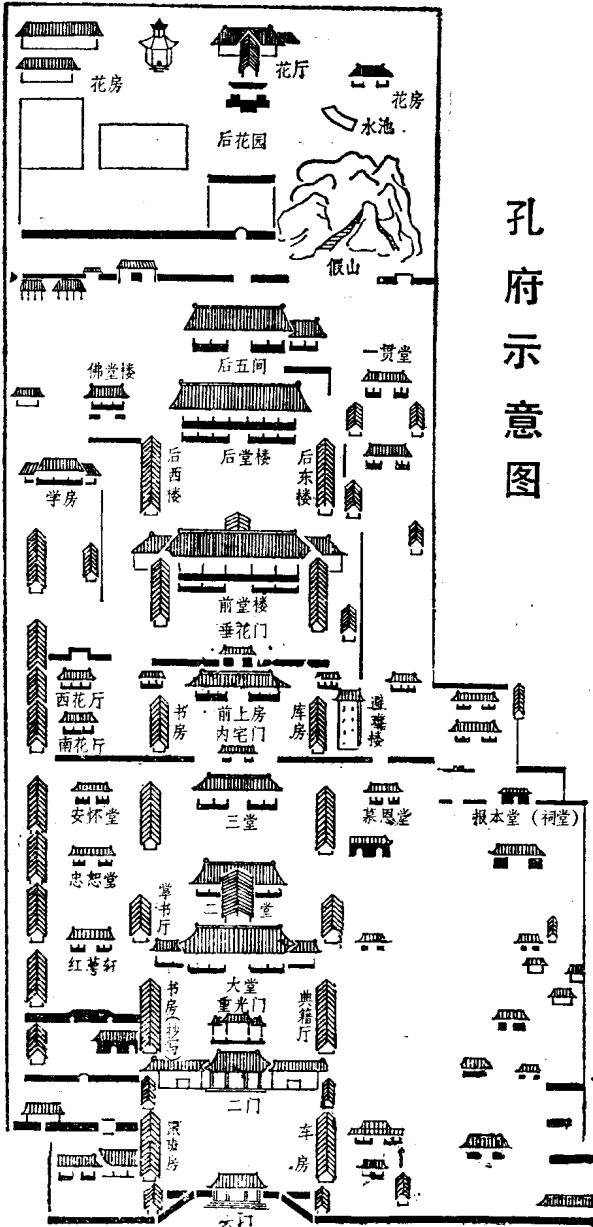 孔府示意图
花房
花厅
花房
后花园
水池
假山
后五间
一贯堂
佛堂楼
后堂楼
后西楼
后东楼
学房
前堂楼
垂花门
西花厅
南花厅
书房
前上房
内宅门
库房
避难楼
安怀堂
三堂
慕恩堂
报本堂（祠堂）
忠恕堂
二堂
掌书厅
红萼轩
大堂
重光门
书房（抄写）
典籍厅
二门
车房
大门